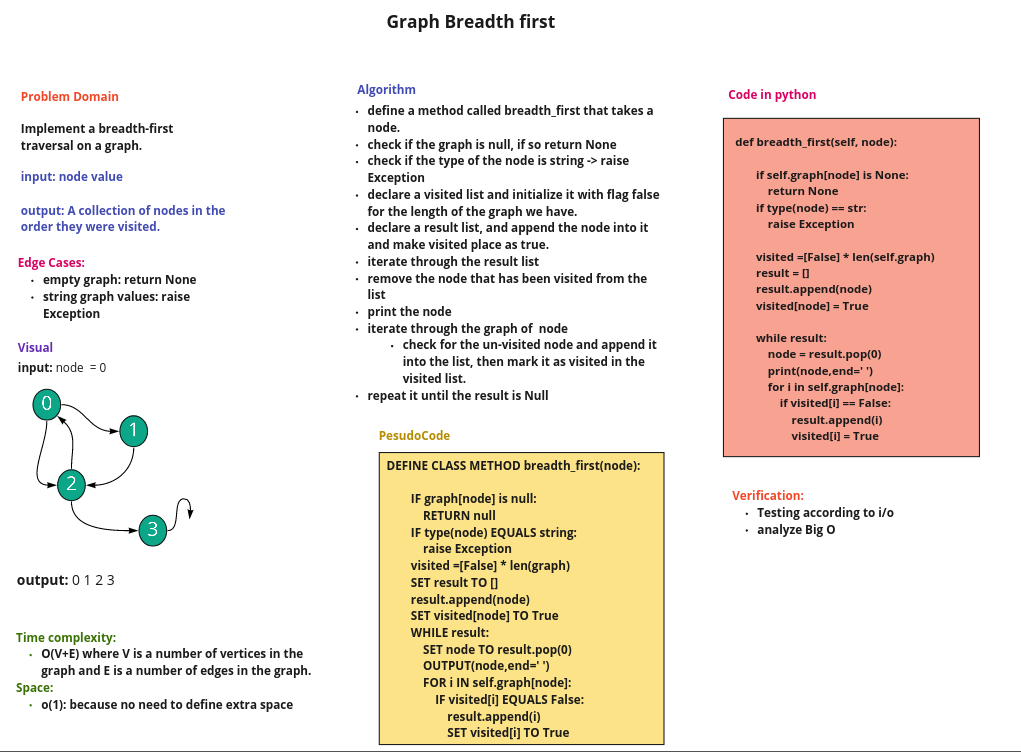 Graph Breadth first
Problem Domain
Implement a breadth-first
traversal on a graph.
input: node value
output: A collection of nodes in the
order they were visited.
Edge Cases:
• empty graph: return None
• string graph values: raise
Exception
Visual
input: node = 0
0
1
2
3
output: 0 1 2 3
Time complexity:
• O(V+E) where V is a number of vertices in the
graph and E is a number of edges in the graph.
Space:
• o(1): because no need to define extra space
Algorithm
• define a method called breadth_first that takes a
node.
• check if the graph is null, if so return None
• check if the type of the node is string -> raise
Exception
• declare a visited list and initialize it with flag false
for the length of the graph we have.
• declare a result list, and append the node into it
and make visited place as true.
• iterate through the result list
• remove the node that has been visited from the
list
• print the node
• iterate through the graph of node
• check for the un-visited node and append it
into the list, then mark it as visited in the
visited list.
• repeat it until the result is Null
PesudoCode
DEFINE CLASS METHOD breadth_first(node):
IF graph[node] is null:
RETURN null
IF type(node) EQUALS string:
raise Exception
visited =[False] * len(graph)
SET result TO []
result.append(node)
SET visited[node] TO True
WHILE result:
SET node TO result.pop(0)
OUTPUT(node,end=' ')
FOR i IN self.graph[node]:
IF visited[i] EQUALS False:
result.append(i)
SET visited[i] TO True
Code in python
def breadth_first(self, node):
if self.graph[node] is None:
return None
if type(node) == str:
raise Exception
visited =[False] * len(self.graph)
result = []
result.append(node)
visited[node] = True
while result:
node = result.pop(0)
print(node,end=' ')
for i in self.graph[node]:
if visited[i] == False:
result.append(i)
visited[i] = True
Verification:
• Testing according to i/o
• analyze Big O